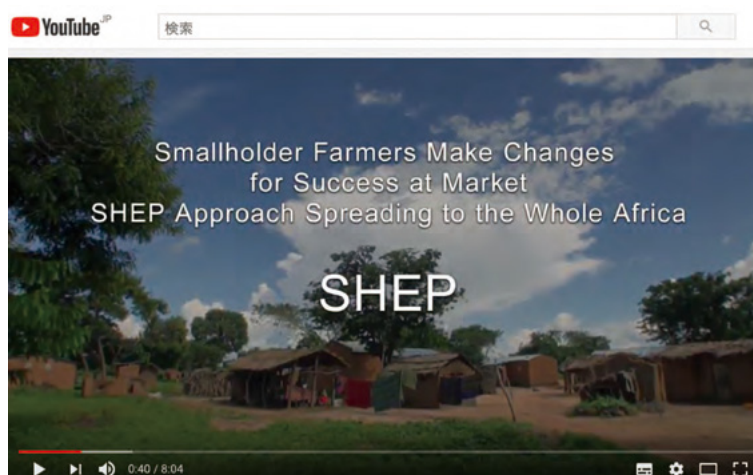 YouTube JP
検索
Smallholder Farmers Make Changes
for Success at Market
SHEP Approach Spreading to the Whole Africa
SHEP
0:40 / 8:04